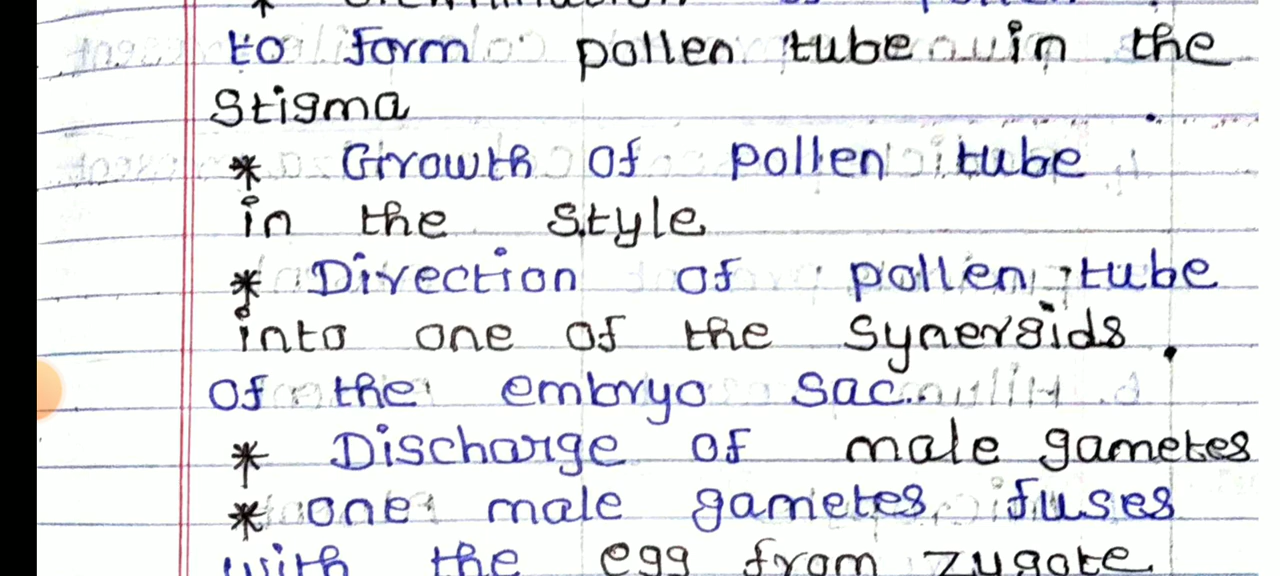 to form pollen tube in the
Stigma
* Growth of pollen tube
in the style
* Direction of pollen tube
into one of the Synergids
of the embryo sac.
* Discharge of male gametes
* one male gametes fuses
with the egg from zygote